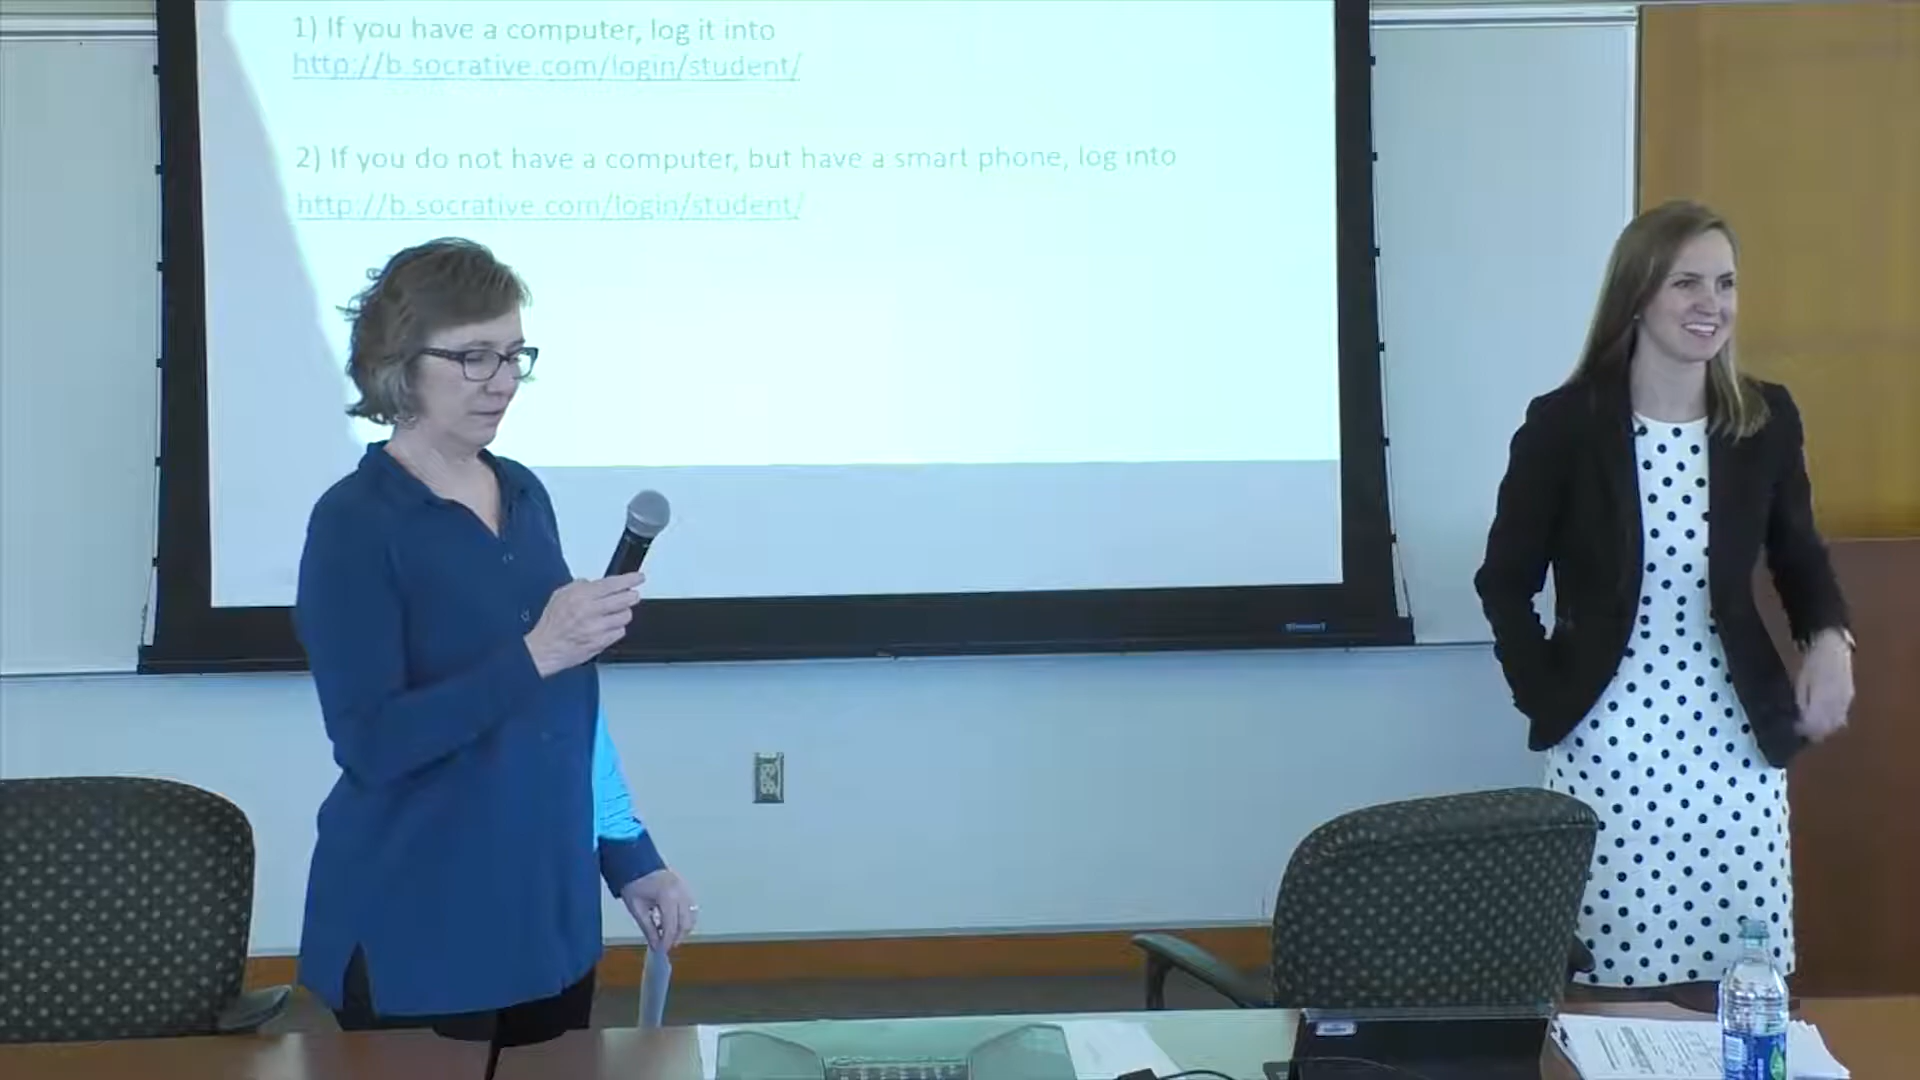 1) If you have a computer, log it into
http://b.socrative.com/login/student/
2) If you do not have a computer, but have a smart phone, log into
http://b.socrative.com/login/student/